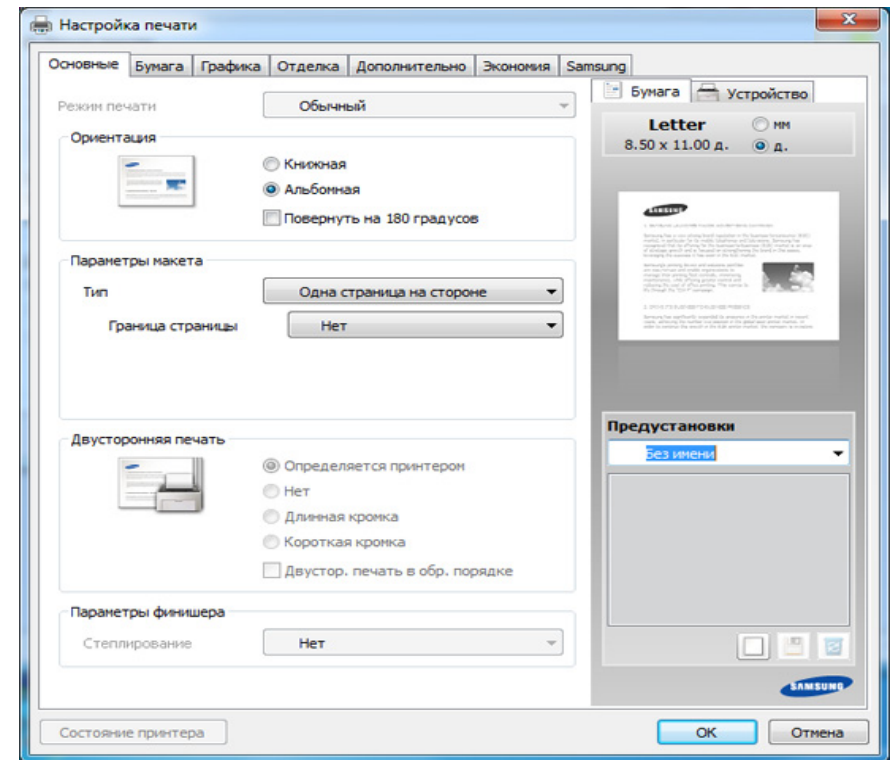 Настройка печати
Основные Бумага Графика Отделка Дополнительно Экономия Samsung
Режим печати Обычный
Ориентация
Книжная
Альбомная
Повернуть на 180 градусов
Параметры макета
Тип Одна страница на стороне
Граница страницы Нет
Двусторонняя печать
Определяется принтером
Нет
Длинная кромка
Короткая кромка
Двустор. печать в обр. порядке
Параметры финишера
Степлирование Нет
Бумага Устройство
Letter мм
8.50 x 11.00 д. д.
SAMSUNG
Предустановки
Без имени
SAMSUNG
Состояние принтера OK Отмена